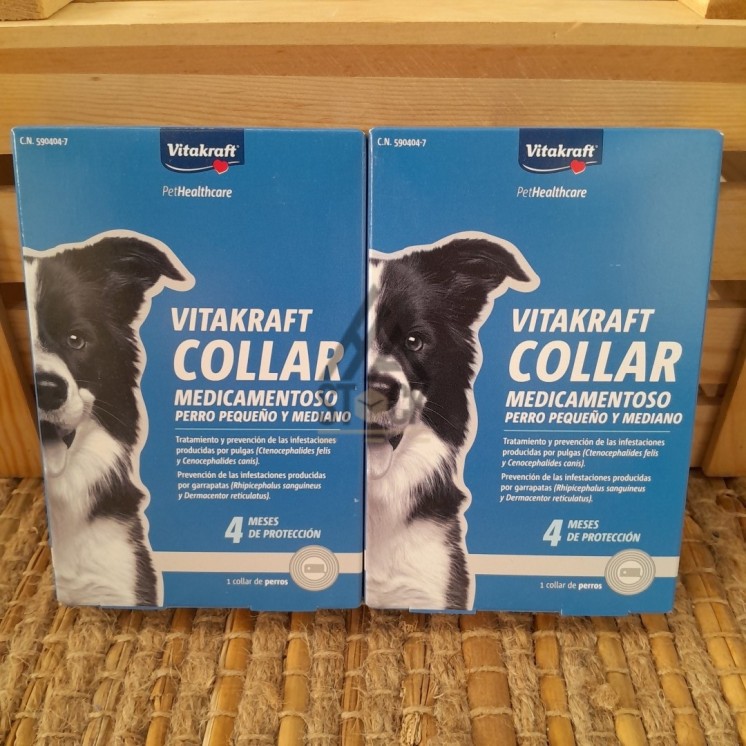 C.N. 590404-7
Vitakraft
PetHealthcare
VITAKRAFT
COLLAR
MEDICAMENTOSO
PERRO PEQUEÑO Y MEDIANO
Tratamiento y prevención de las infestaciones
producidas por pulgas (Ctenocephalides felis
y Cenocephalides canis).
Prevención de las infestaciones producidas
por garrapatas (Rhipicephalus sanguineus
y Dermacentor reticulatus).
4 MESES
DE PROTECCIÓN
1 collar de perros
C.N. 590404-7
Vitakraft
PetHealthcare
VITAKRAFT
COLLAR
MEDICAMENTOSO
PERRO PEQUEÑO Y MEDIANO
Tratamiento y prevención de las infestaciones
producidas por pulgas (Ctenocephalides felis
y Cenocephalides canis).
Prevención de las infestaciones producidas
por garrapatas (Rhipicephalus sanguineus
y Dermacentor reticulatus).
4 MESES
DE PROTECCIÓN
1 collar de perros